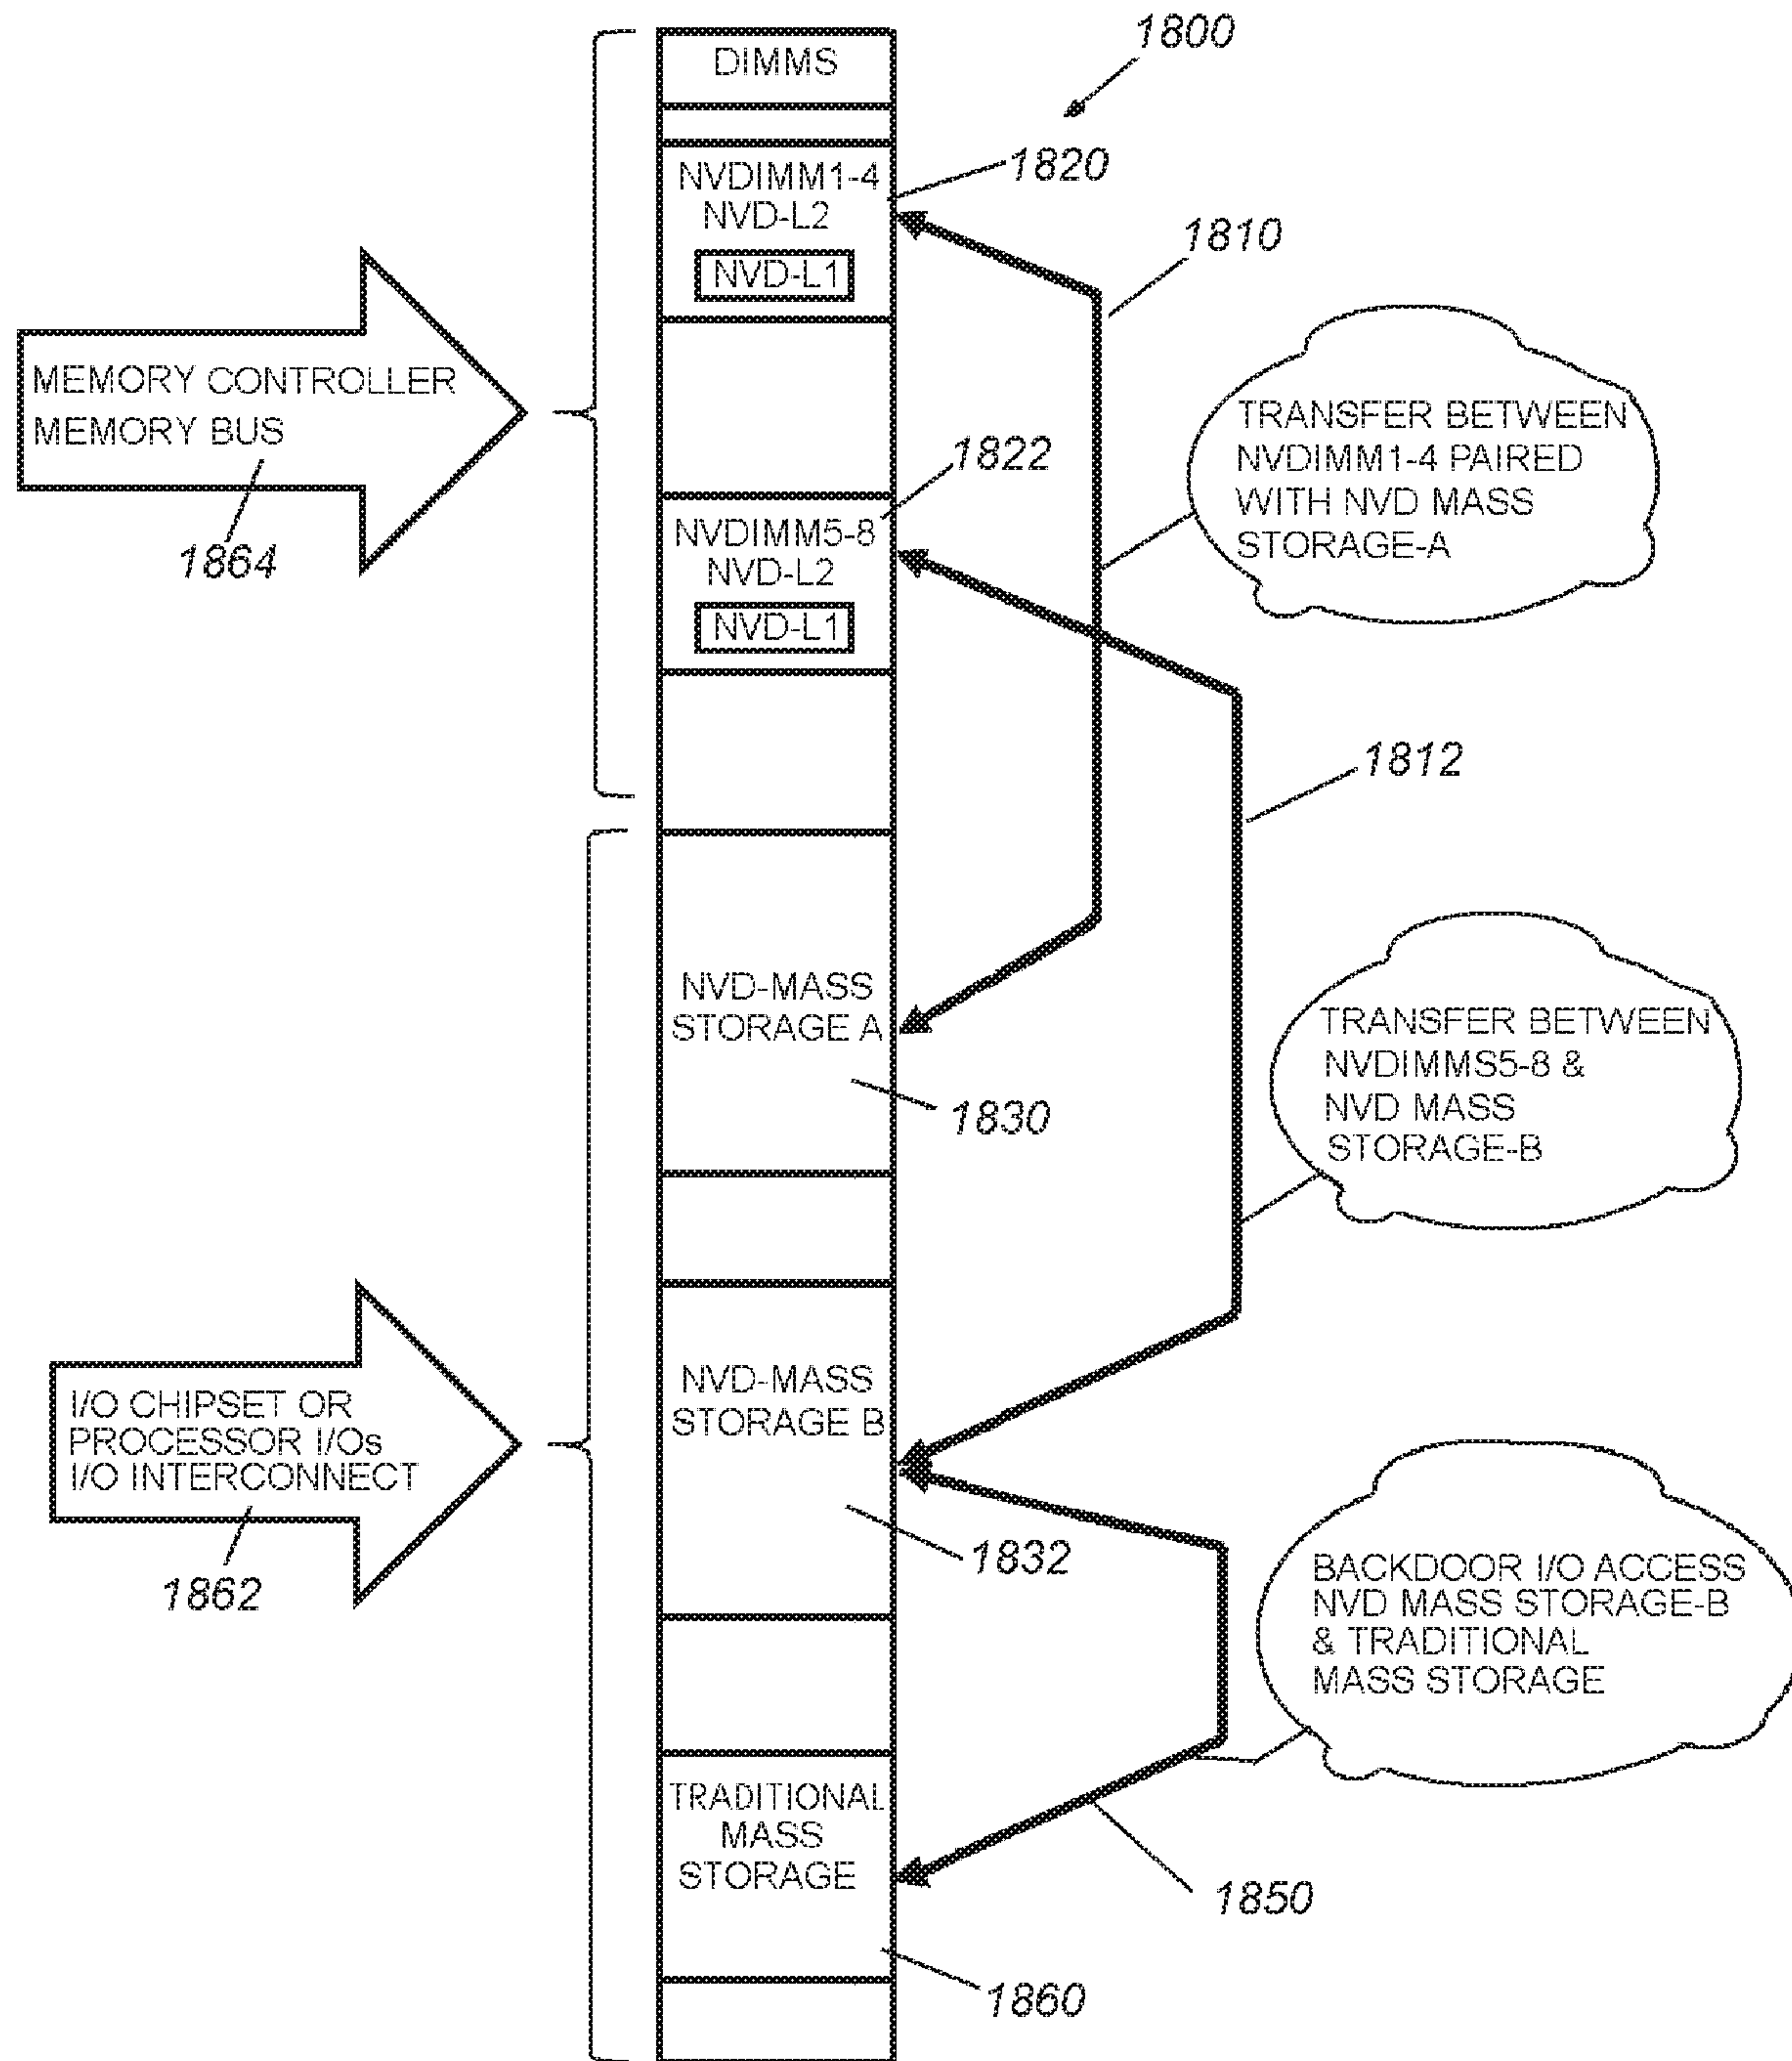 1800
DIMMS
1820
NVDIMM1-4
NVD-L2
NVD-L1
1810
MEMORY CONTROLLER
MEMORY BUS
1864
TRANSFER BETWEEN
NVDIMM1-4 PAIRED
WITH NVD MASS
STORAGE-A
1822
NVDIMM5-8
NVD-L2
NVD-L1
1812
NVD-MASS
STORAGE A
1830
TRANSFER BETWEEN
NVDIMMS5-8 &
NVD MASS
STORAGE-B
I/O CHIPSET OR
PROCESSOR I/Os
I/O INTERCONNECT
1862
NVD-MASS
STORAGE B
1832
BACKDOOR I/O ACCESS
NVD MASS STORAGE-B
& TRADITIONAL
MASS STORAGE
TRADITIONAL
MASS
STORAGE
1850
1860